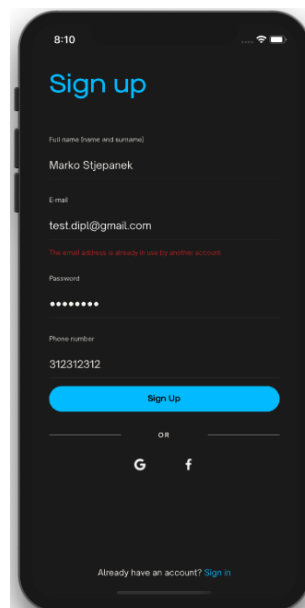 8:10
Sign up
Full name (name and surname)
Marko Stjepanek
E-mail
test.dipl@gmail.com
The email address is already in use by another account.
Password
Phone number
312312312
Sign Up
OR
G f
Already have an account? Sign in